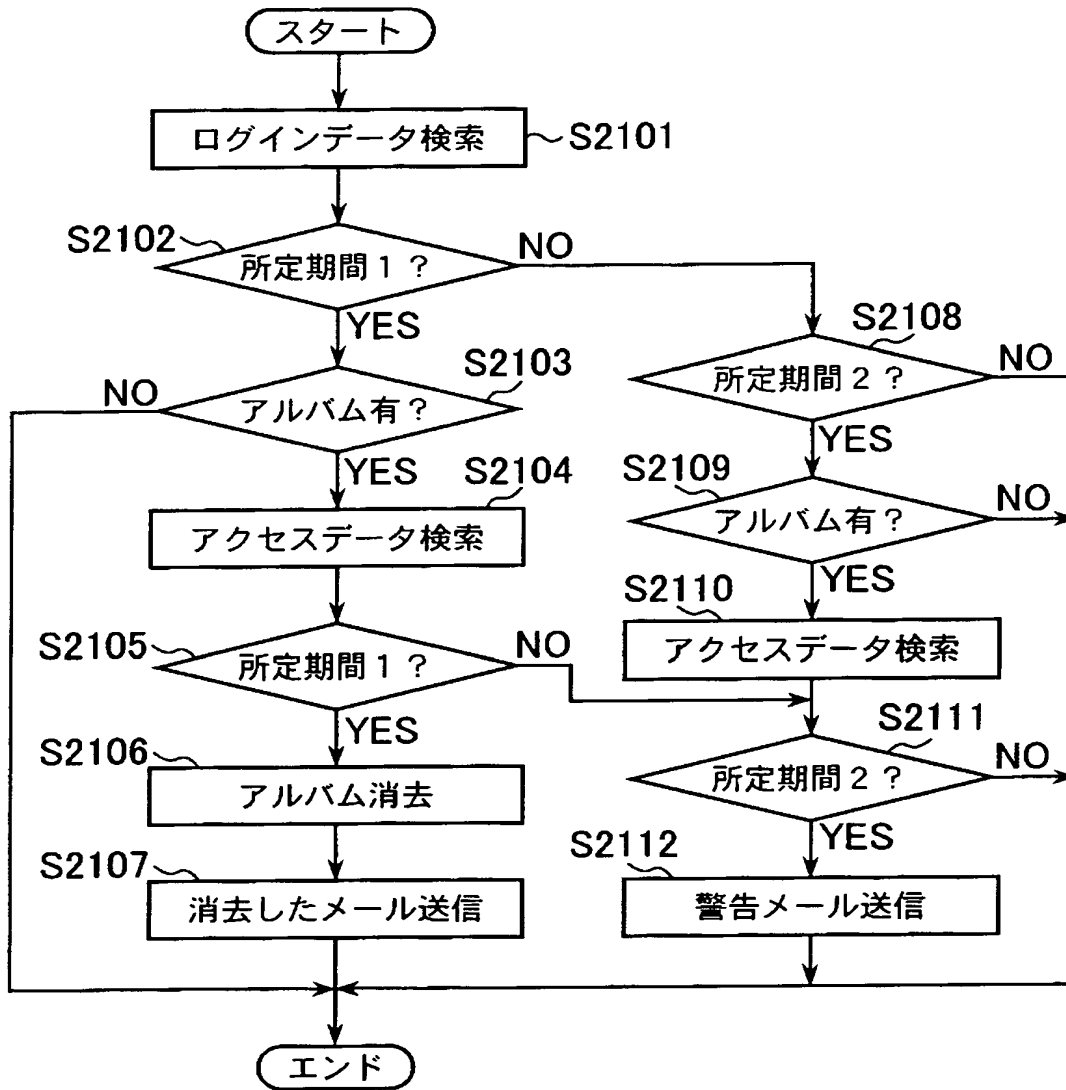 スタート
ログインデータ検索
S2101
S2102
所定期間１？
NO
YES
S2103
NO
アルバム有？
YES
S2104
アクセスデータ検索
S2105
所定期間１？
NO
YES
S2106
アルバム消去
S2107
消去したメール送信
S2108
所定期間２？
NO
YES
S2109
アルバム有？
NO
YES
S2110
アクセスデータ検索
S2111
所定期間２？
NO
YES
S2112
警告メール送信
エンド